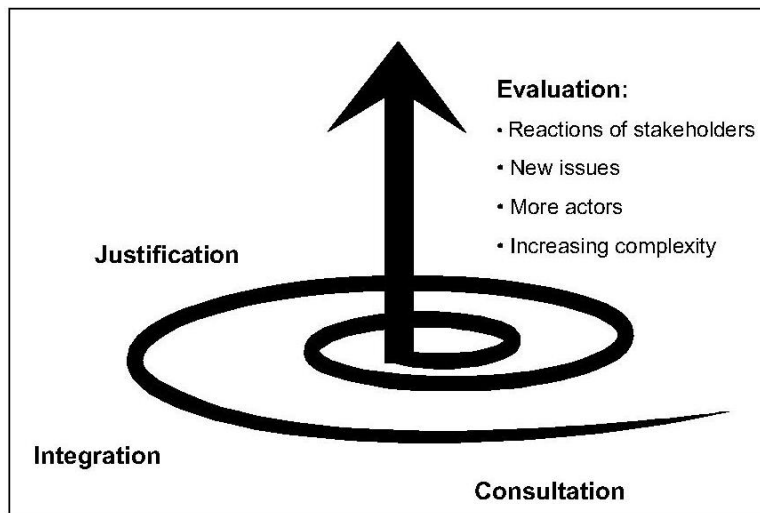 Evaluation:
• Reactions of stakeholders
• New issues
• More actors
• Increasing complexity
Justification
Integration
Consultation